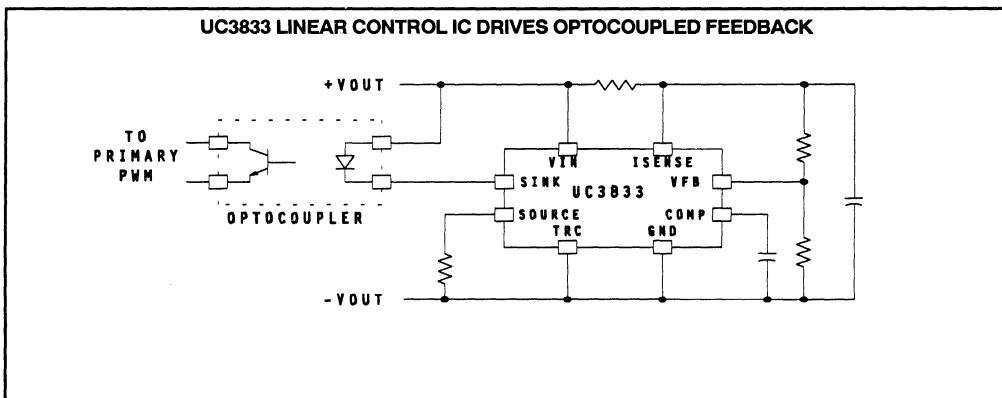 UC3833 LINEAR CONTROL IC DRIVES OPTOCOUPLED FEEDBACK
+VOUT
TO
PRIMARY
PWM
OPTOCOUPLER
VIN
ISENSE
SINK
UC3833
VFB
SOURCE
COMP
TRC
GND
-VOUT